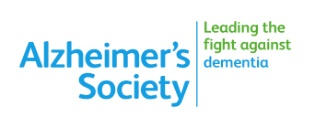 Alzheimer's
Society
Leading the
fight against
dementia